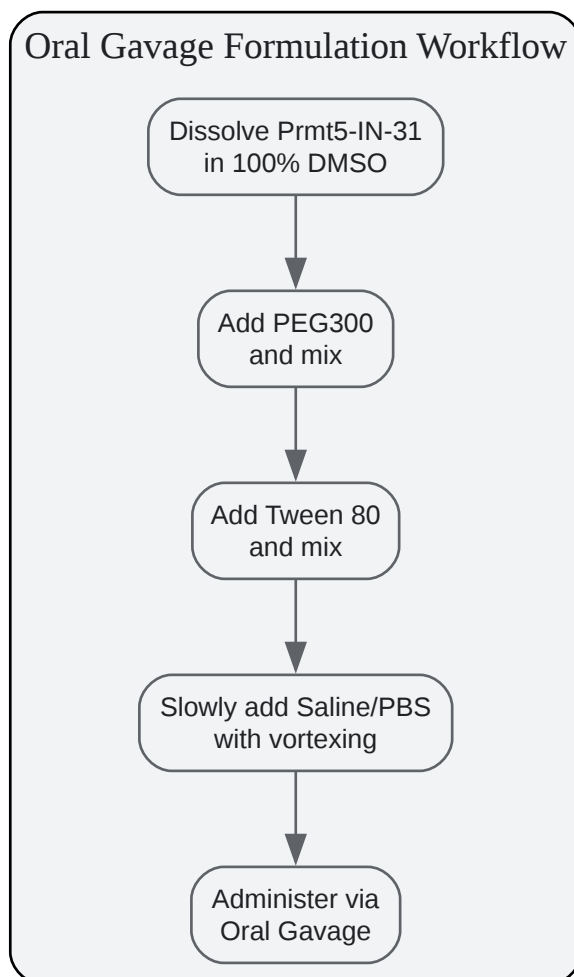 Oral Gavage Formulation Workflow
Dissolve Prmt5-IN-31
in 100% DMSO
Add PEG300
and mix
Add Tween 80
and mix
Slowly add Saline/PBS
with vortexing
Administer via
Oral Gavage